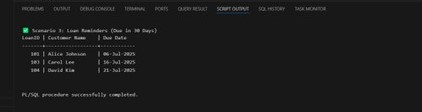 PROBLEMS OUTPUT DEBUG CONSOLE TERMINAL PORTS QUERY RESULT SCRIPT OUTPUT SQL HISTORY TASK MONITOR
✅ Scenario 3: Loan Reminders (Due in 30 Days)
LoanID | Customer Name | Due Date
-------+---------------+------------
101 | Alice Johnson | 06-Jul-2025
103 | Carol Lee | 16-Jul-2025
104 | David Kim | 21-Jul-2025
PL/SQL procedure successfully completed.